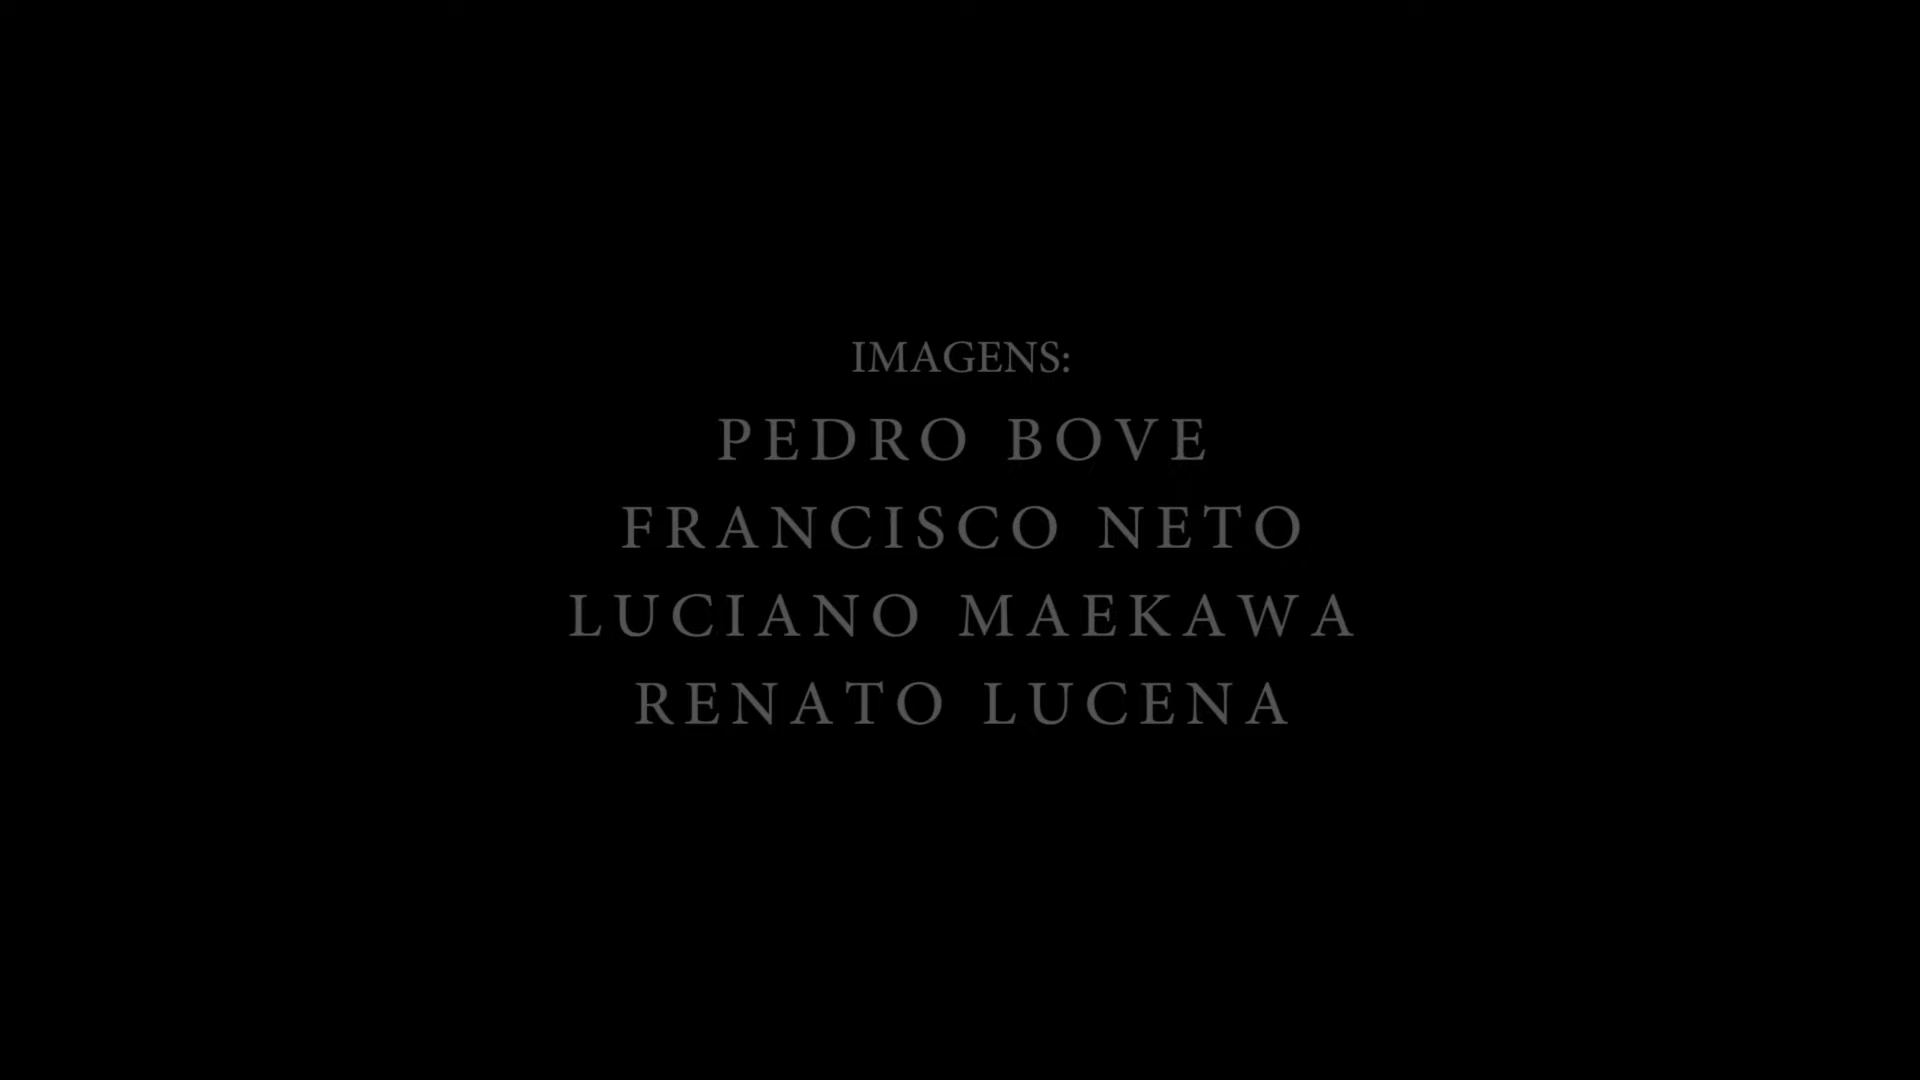 IMAGENS:
PEDRO BOVE
FRANCISCO NETO
LUCIANO MAEKAWA
RENATO LUCENA